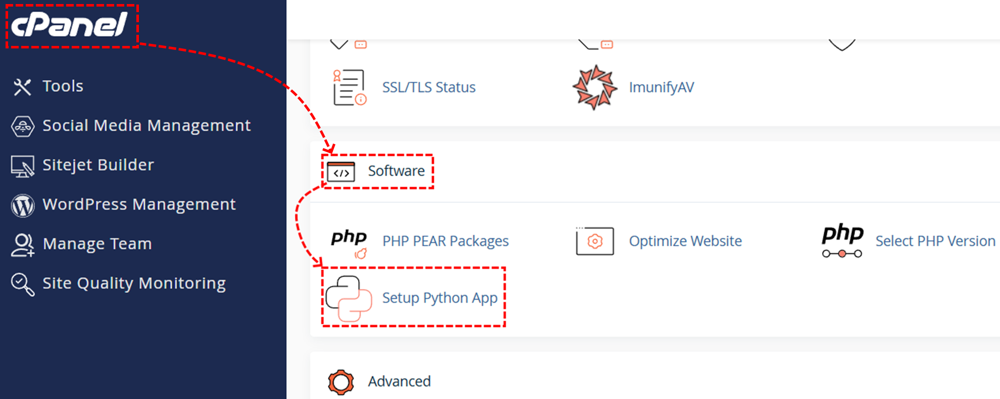 cPanel
Tools
Social Media Management
Sitejet Builder
WordPress Management
Manage Team
Site Quality Monitoring
SSL/TLS Status
ImunifyAV
</> Software
php PHP PEAR Packages
Optimize Website
php Select PHP Version
Setup Python App
Advanced